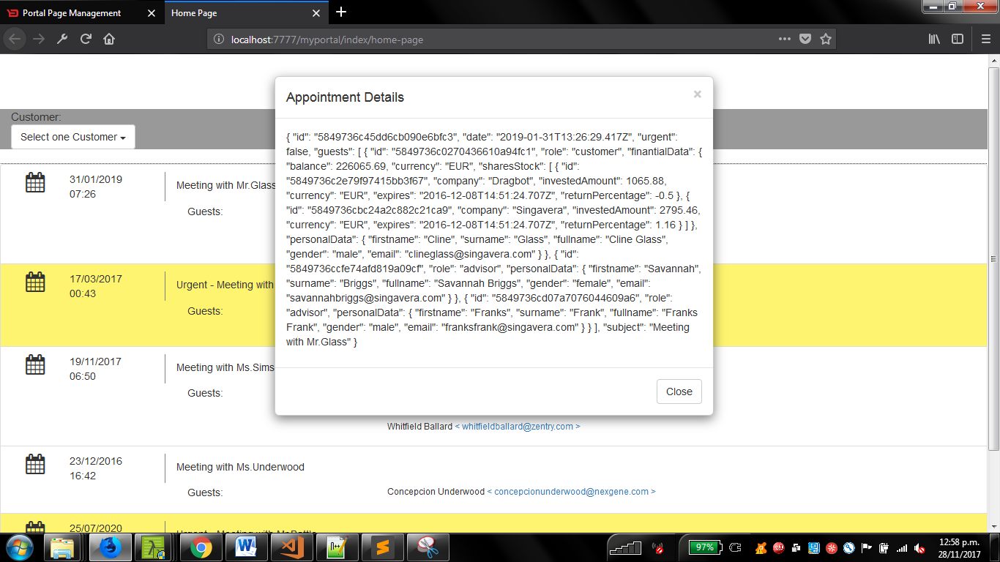 Portal Page Management
Home Page
localhost:7777/myportal/index/home-page
Customer:
Select one Customer
Appointment Details
×
{ "id": "5849736c45dd6cb090e6bfc3", "date": "2019-01-31T13:26:29.417Z", "urgent":
false, "guests": [ { "id": "5849736c0270436610a94fc1", "role": "customer", "finantialData": {
"balance": 226065.69, "currency": "EUR", "sharesStock": [ { "id":
"5849736c2e79f97415bb3f67", "company": "Dragbot", "investedAmount": 1065.88,
"currency": "EUR", "expires": "2016-12-08T14:51:24.707Z", "returnPercentage": -0.5 }, {
"id": "5849736cbc24a2c882c21ca9", "company": "Singavera", "investedAmount": 2795.46,
"currency": "EUR", "expires": "2016-12-08T14:51:24.707Z", "returnPercentage": 1.16 } ] },
"personalData": { "firstname": "Cline", "surname": "Glass", "fullname": "Cline Glass",
"gender": "male", "email": "clineglass@singavera.com" } }, { "id":
"5849736ccfe74afd819a09cf", "role": "advisor", "personalData": { "firstname": "Savannah",
"surname": "Briggs", "fullname": "Savannah Briggs", "gender": "female", "email":
"savannahbriggs@singavera.com" } }, { "id": "5849736cd07a7076044609a6", "role":
"advisor", "personalData": { "firstname": "Franks", "surname": "Frank", "fullname": "Franks
Frank", "gender": "male", "email": "franksfrank@singavera.com" } } ], "subject": "Meeting
with Mr.Glass" }
Close
31/01/2019
07:26
Meeting with Mr.Glass
Guests:
17/03/2017
00:43
Urgent - Meeting with
Guests:
19/11/2017
06:50
Meeting with Ms.Sims
Guests:
Whitfield Ballard < whitfieldballard@zentry.com >
23/12/2016
16:42
Meeting with Ms.Underwood
Guests:
Concepcion Underwood < concepcionunderwood@nexgene.com >
25/07/2020
Urgent - Meeting with
97%
12:58 p.m.
28/11/2017